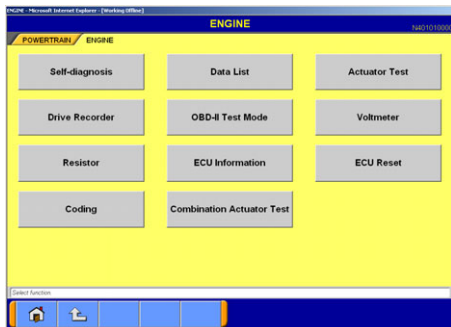 ENGINE - Microsoft Internet Explorer - [Working Offline]
ENGINE
POWERTRAIN ENGINE
Self-diagnosis Data List Actuator Test
Drive Recorder OBD-II Test Mode Voltmeter
Resistor ECU Information ECU Reset
Coding Combination Actuator Test
Select function